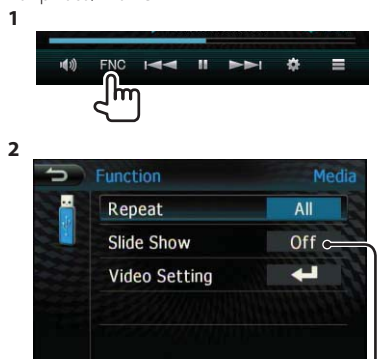 1
FNC
2
Function Media
Repeat All
Slide Show Off
Video Setting